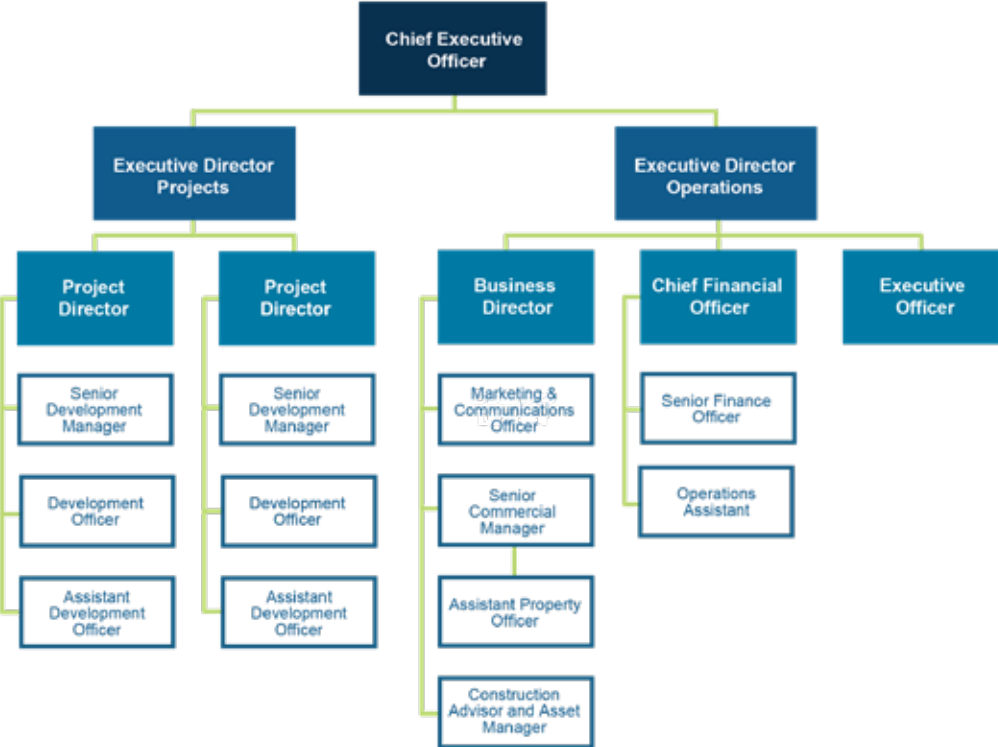 Chief Executive
Officer
Executive Director
Projects
Executive Director
Operations
Project
Director
Project
Director
Business
Director
Chief Financial
Officer
Executive
Officer
Senior
Development
Manager
Development
Officer
Assistant
Development
Officer
Senior
Development
Manager
Development
Officer
Assistant
Development
Officer
Marketing &
Communications
Officer
Senior
Commercial
Manager
Assistant Property
Officer
Construction
Advisor and Asset
Manager
Senior Finance
Officer
Operations
Assistant